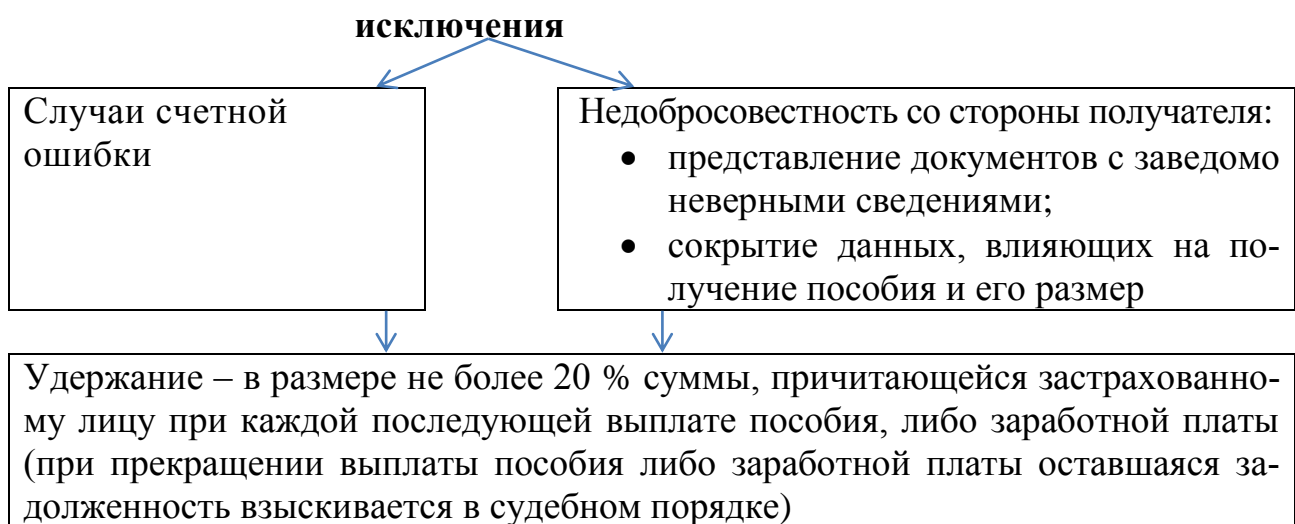 исключения
Случаи счетной
ошибки
Недобросовестность со стороны получателя:
• представление документов с заведомо
неверными сведениями;
• сокрытие данных, влияющих на по-
лучение пособия и его размер
Удержание – в размере не более 20 % суммы, причитающейся застрахованно-
му лицу при каждой последующей выплате пособия, либо заработной платы
(при прекращении выплаты пособия либо заработной платы оставшаяся за-
долженность взыскивается в судебном порядке)